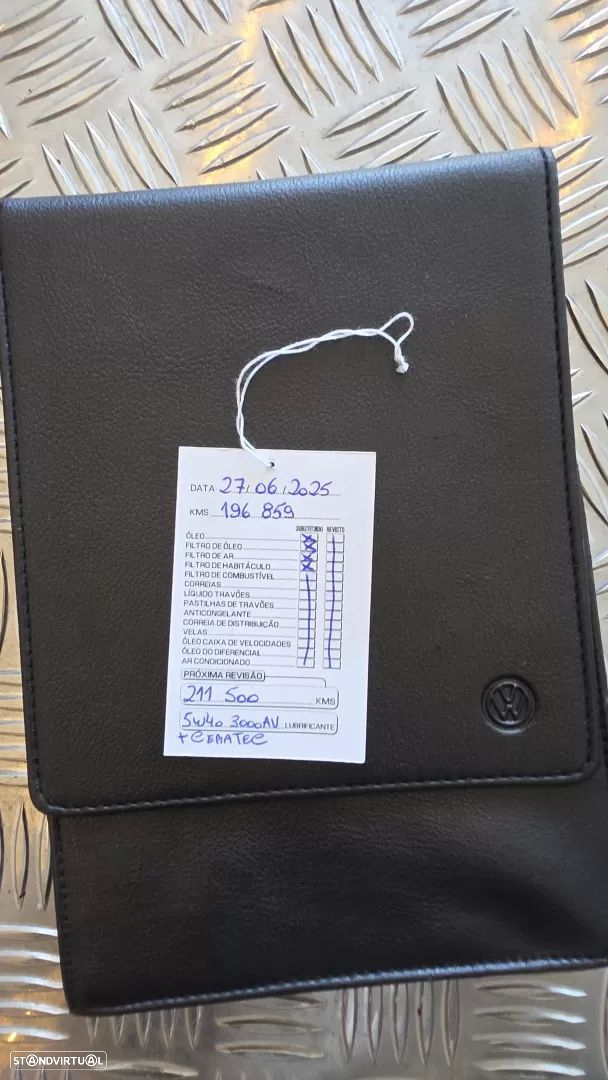 DATA 27/06/2025
KMS 196 859
SUBSTITUIDO REVISTO
ÓLEO
FILTRO DE ÓLEO
FILTRO DE AR
FILTRO DE HABITÁCULO
FILTRO DE COMBUSTÍVEL
CORREIAS
LÍQUIDO TRAVÕES
PASTILHAS DE TRAVÕES
ANTICONGELANTE
CORREIA DE DISTRIBUIÇÃO
VELAS
ÓLEO CAIXA DE VELOCIDADES
ÓLEO DO DIFERENCIAL
AR CONDICIONADO
PRÓXIMA REVISÃO
211 500 KMS
5W40 3000AV LUBRIFICANTE
+ CERATEC
STANDVIRTUAL